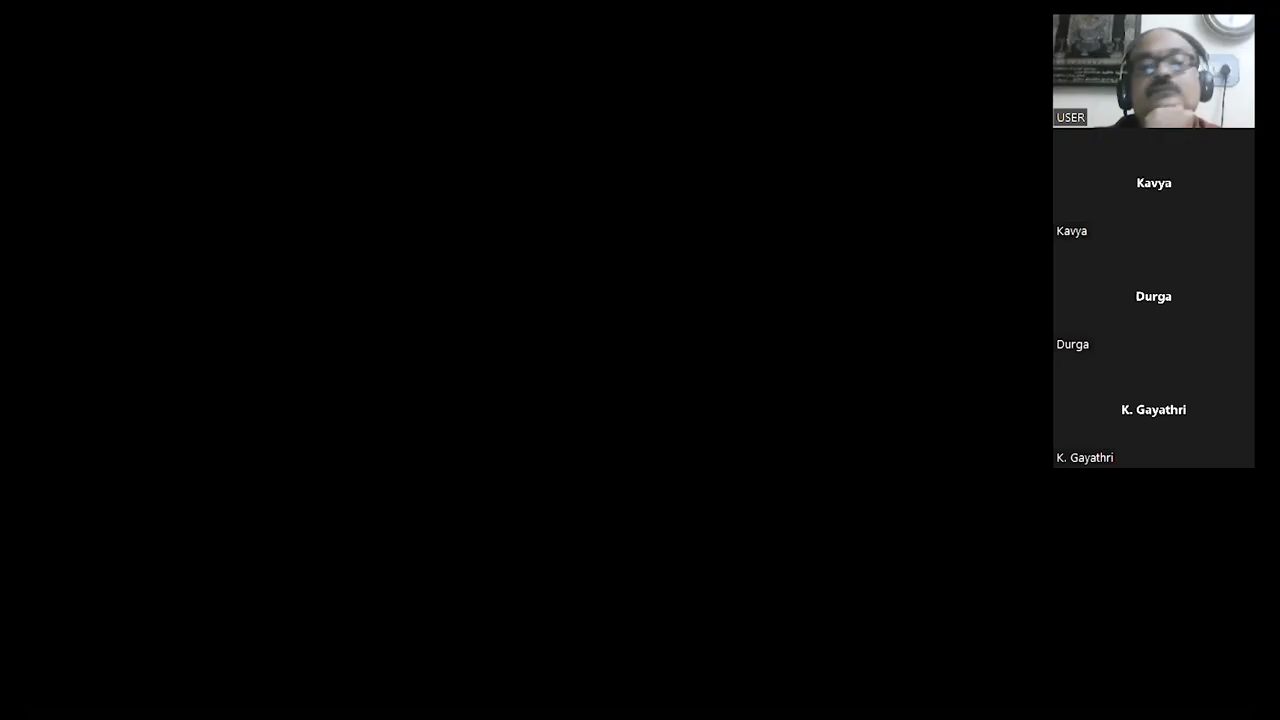 USER
Kavya
Kavya
Durga
Durga
K. Gayathri
K. Gayathri